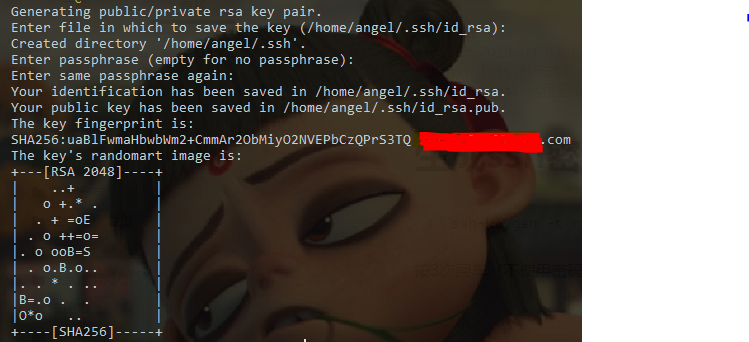 Generating public/private rsa key pair.
Enter file in which to save the key (/home/angel/.ssh/id_rsa):
Created directory '/home/angel/.ssh'.
Enter passphrase (empty for no passphrase):
Enter same passphrase again:
Your identification has been saved in /home/angel/.ssh/id_rsa.
Your public key has been saved in /home/angel/.ssh/id_rsa.pub.
The key fingerprint is:
SHA256:uaBlFwmaHbwbWm2+CmmAr2ObMiyO2NVEPbCzQPrS3TQ .com
The key's randomart image is:
+---[RSA 2048]----+
|     ..+         |
|    o +.* .      |
|   . + =oE       |
|  . o ++=o=      |
|. o ooB=S        |
| . o.B.o..       |
|. . * . ..       |
|B=.o .  .        |
|O*o   ..         |
+----[SHA256]-----+